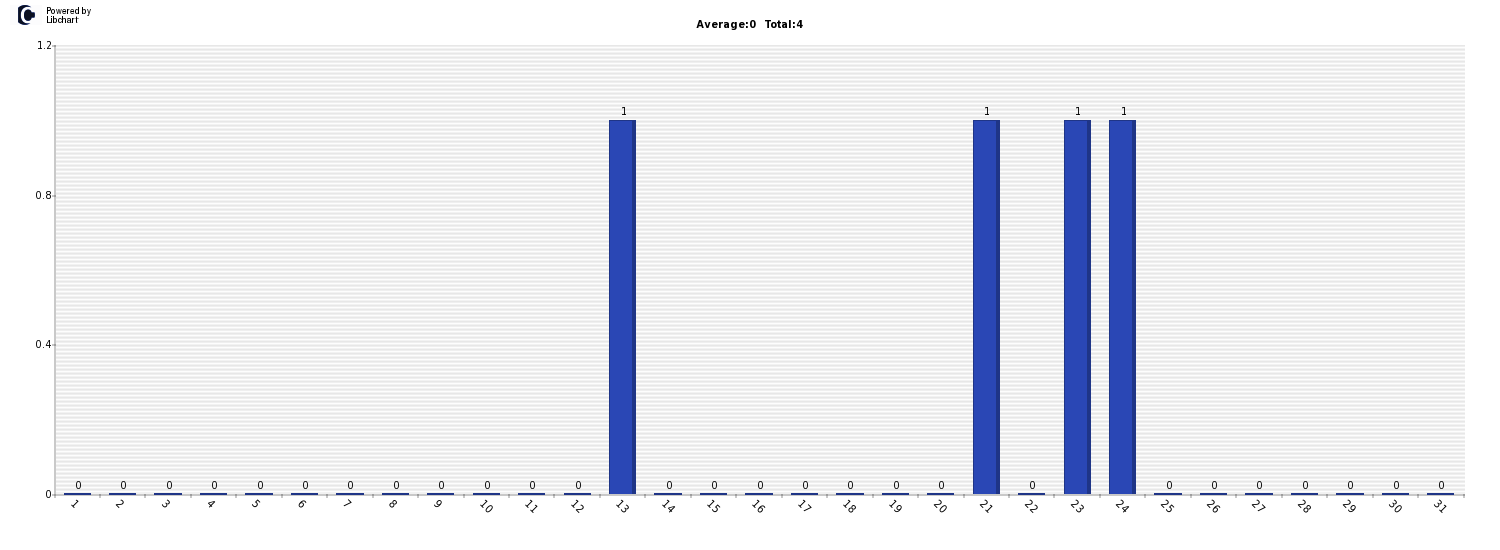 Powered by
Libchart
Average:0 Total:4
1.2
0.8
0.4
0
0 0 0 0 0 0 0 0 0 0 0 0 1 0 0 0 0 0 0 0 1 0 1 1 0 0 0 0 0 0 0
1 2 3 4 5 6 7 8 9 10 11 12 13 14 15 16 17 18 19 20 21 22 23 24 25 26 27 28 29 30 31